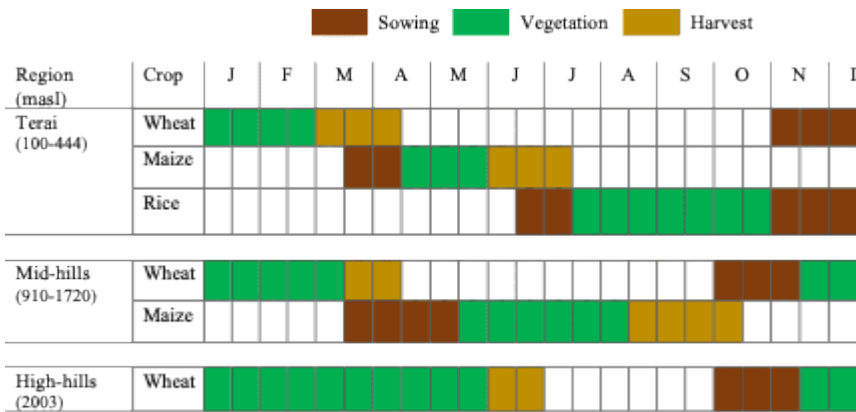 Sowing Vegetation Harvest
Region Crop J F M A M J J A S O N D
(masl)
Terai Wheat
(100-444)
Maize
Rice
Mid-hills Wheat
(910-1720)
Maize
High-hills Wheat
(2003)